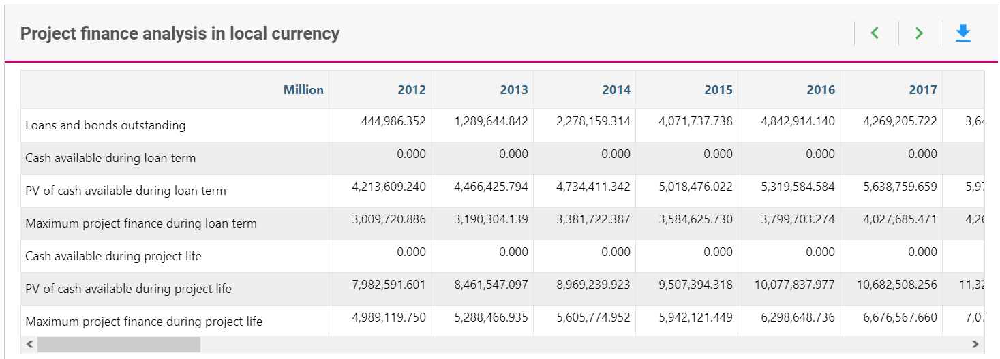 Project finance analysis in local currency
Million 2012 2013 2014 2015 2016 2017
Loans and bonds outstanding 444,986.352 1,289,644.842 2,278,159.314 4,071,737.738 4,842,914.140 4,269,205.722 3,64
Cash available during loan term 0.000 0.000 0.000 0.000 0.000 0.000
PV of cash available during loan term 4,213,609.240 4,466,425.794 4,734,411.342 5,018,476.022 5,319,584.584 5,638,759.659 5,97
Maximum project finance during loan term 3,009,720.886 3,190,304.139 3,381,722.387 3,584,625.730 3,799,703.274 4,027,685.471 4,26
Cash available during project life 0.000 0.000 0.000 0.000 0.000 0.000
PV of cash available during project life 7,982,591.601 8,461,547.097 8,969,239.923 9,507,394.318 10,077,837.977 10,682,508.256 11,32
Maximum project finance during project life 4,989,119.750 5,288,466.935 5,605,774.952 5,942,121.449 6,298,648.736 6,676,567.660 7,07